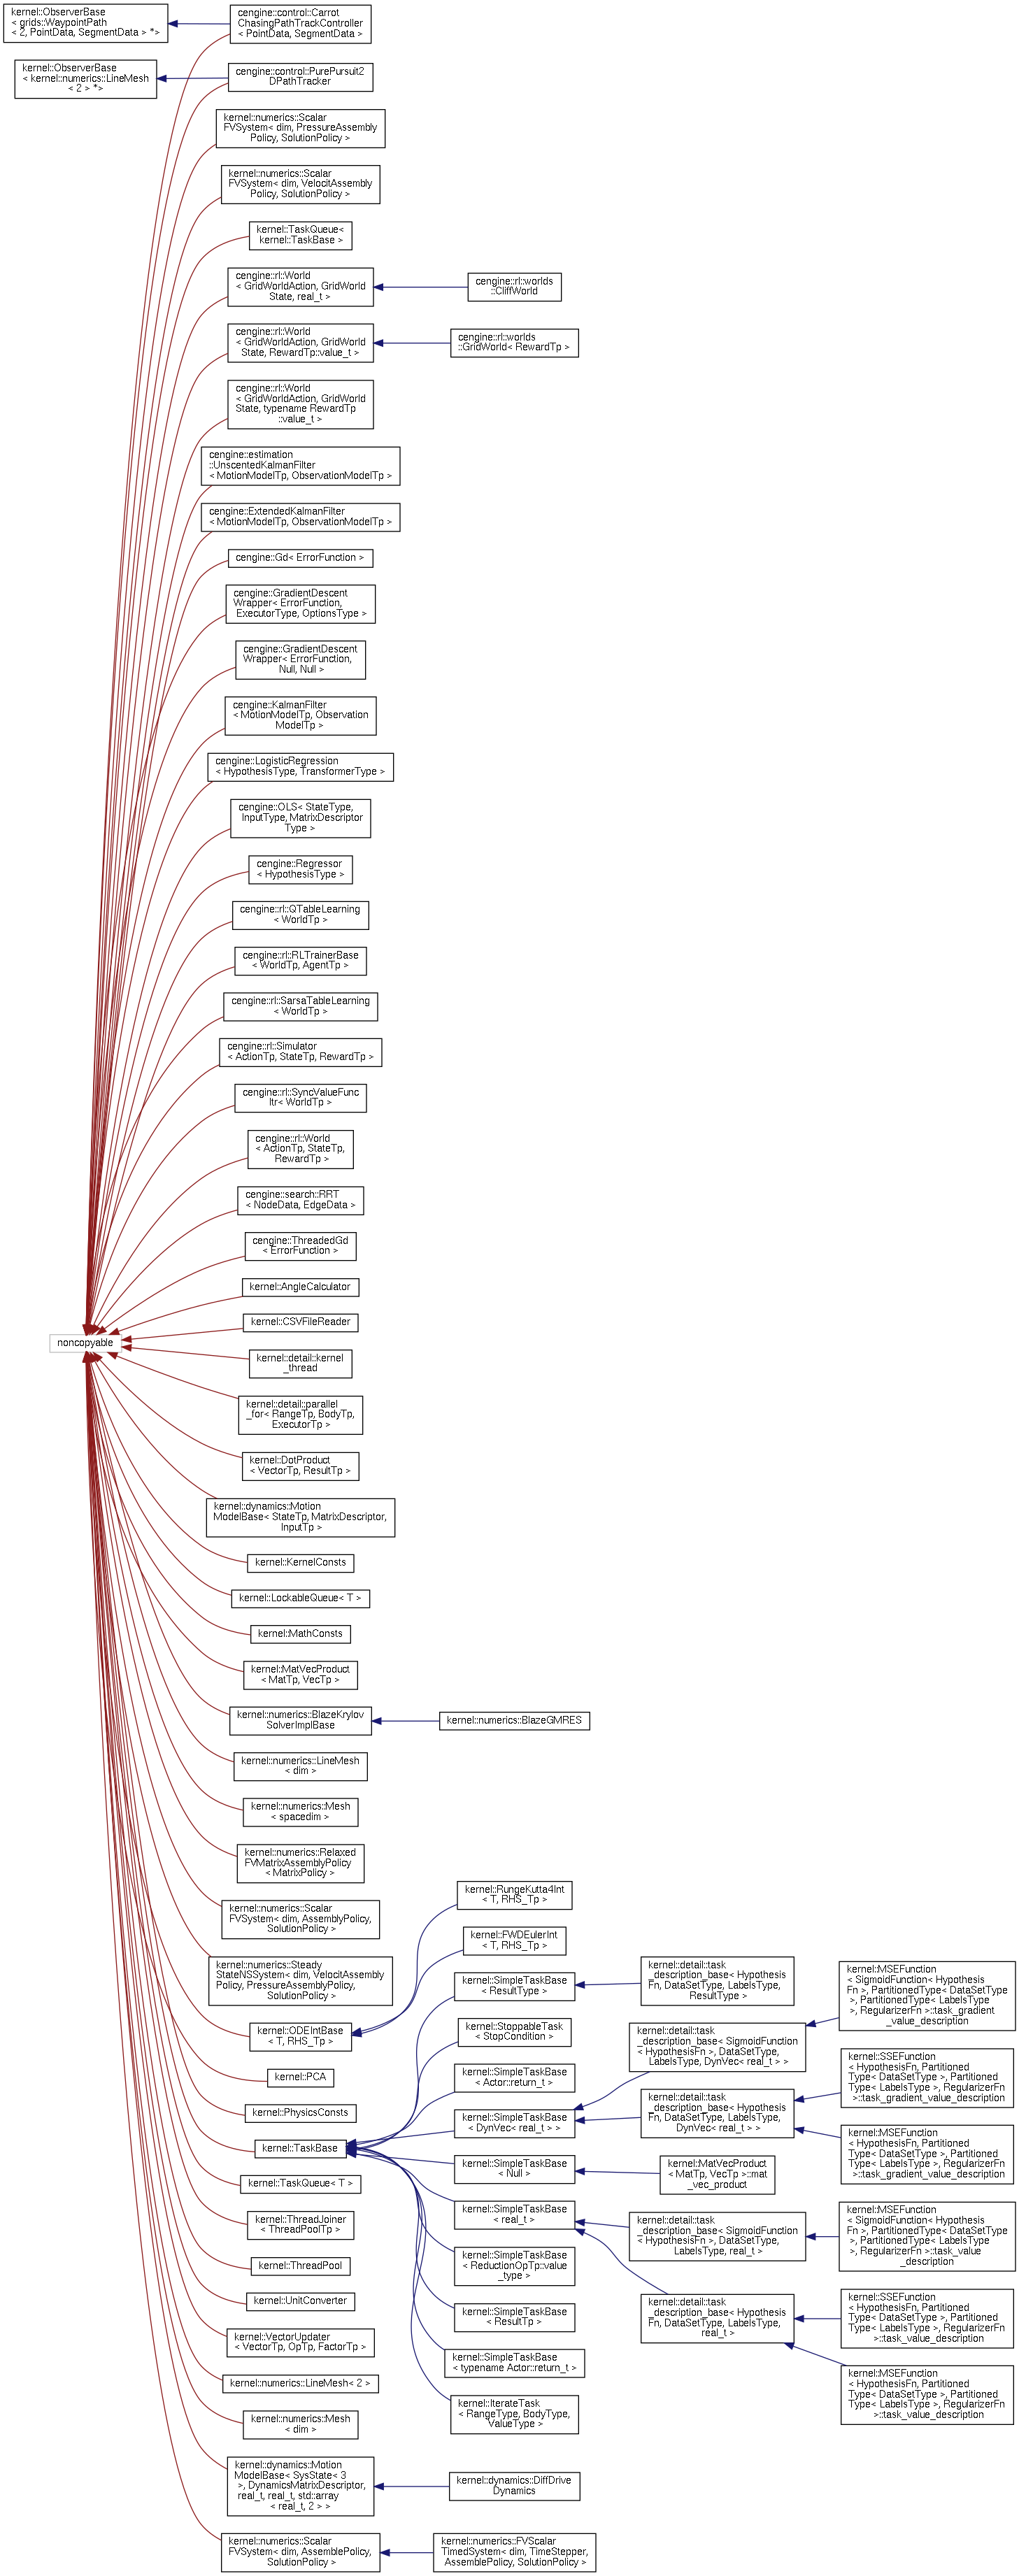 kernel::ObserverBase
< grids::WaypointPath
< 2, PointData, SegmentData > *>
cengine::control::Carrot
ChasingPathTrackController
< PointData, SegmentData >
kernel::ObserverBase
< kernel::numerics::LineMesh
< 2 > *>
cengine::control::PurePursuit2
DPathTracker
kernel::numerics::Scalar
FVSystem< dim, PressureAssembly
Policy, SolutionPolicy >
kernel::numerics::Scalar
FVSystem< dim, VelocitAssembly
Policy, SolutionPolicy >
kernel::TaskQueue<
kernel::TaskBase >
cengine::rl::World
< GridWorldAction, GridWorld
State, real_t >
cengine::rl::worlds
::CliffWorld
cengine::rl::World
< GridWorldAction, GridWorld
State, RewardTp::value_t >
cengine::rl::worlds
::GridWorld< RewardTp >
cengine::rl::World
< GridWorldAction, GridWorld
State, typename RewardTp
::value_t >
cengine::estimation
::UnscentedKalmanFilter
< MotionModelTp, ObservationModelTp >
cengine::ExtendedKalmanFilter
< MotionModelTp, ObservationModelTp >
cengine::Gd< ErrorFunction >
cengine::GradientDescent
Wrapper< ErrorFunction,
ExecutorType, OptionsType >
cengine::GradientDescent
Wrapper< ErrorFunction,
Null, Null >
cengine::KalmanFilter
< MotionModelTp, Observation
ModelTp >
cengine::LogisticRegression
< HypothesisType, TransformerType >
cengine::OLS< StateType,
InputType, MatrixDescriptor
Type >
cengine::Regressor
< HypothesisType >
cengine::rl::QTableLearning
< WorldTp >
cengine::rl::RLTrainerBase
< WorldTp, AgentTp >
cengine::rl::SarsaTableLearning
< WorldTp >
cengine::rl::Simulator
< ActionTp, StateTp, RewardTp >
cengine::rl::SyncValueFunc
Itr< WorldTp >
cengine::rl::World
< ActionTp, StateTp,
RewardTp >
cengine::search::RRT
< NodeData, EdgeData >
cengine::ThreadedGd
< ErrorFunction >
kernel::AngleCalculator
kernel::CSVFileReader
noncopyable
kernel::detail::kernel
_thread
kernel::detail::parallel
_for< RangeTp, BodyTp,
ExecutorTp >
kernel::DotProduct
< VectorTp, ResultTp >
kernel::dynamics::Motion
ModelBase< StateTp, MatrixDescriptor,
InputTp >
kernel::KernelConsts
kernel::LockableQueue< T >
kernel::MathConsts
kernel::MatVecProduct
< MatTp, VecTp >
kernel::numerics::BlazeKrylov
SolverImplBase
kernel::numerics::BlazeGMRES
kernel::numerics::LineMesh
< dim >
kernel::numerics::Mesh
< spacedim >
kernel::numerics::Relaxed
FVMatrixAssemblyPolicy
< MatrixPolicy >
kernel::numerics::Scalar
FVSystem< dim, AssemblyPolicy,
SolutionPolicy >
kernel::numerics::Steady
StateNSSystem< dim, VelocitAssembly
Policy, PressureAssemblyPolicy,
SolutionPolicy >
kernel::ODEIntBase
< T, RHS_Tp >
kernel::PCA
kernel::PhysicsConsts
kernel::TaskBase
kernel::TaskQueue< T >
kernel::ThreadJoiner
< ThreadPoolTp >
kernel::ThreadPool
kernel::UnitConverter
kernel::VectorUpdater
< VectorTp, OpTp, FactorTp >
kernel::numerics::LineMesh< 2 >
kernel::numerics::Mesh
< dim >
kernel::RungeKutta4Int
< T, RHS_Tp >
kernel::FWDEulerInt
< T, RHS_Tp >
kernel::SimpleTaskBase
< ResultType >
kernel::StoppableTask
< StopCondition >
kernel::SimpleTaskBase
< Actor::return_t >
kernel::SimpleTaskBase
< DynVec< real_t > >
kernel::SimpleTaskBase
< Null >
kernel::SimpleTaskBase
< real_t >
kernel::SimpleTaskBase
< ReductionOpTp::value
_type >
kernel::SimpleTaskBase
< ResultTp >
kernel::SimpleTaskBase
< typename Actor::return_t >
kernel::IterateTask
< RangeType, BodyType,
ValueType >
kernel::detail::task
_description_base< Hypothesis
Fn, DataSetType, LabelsType,
ResultType >
kernel::detail::task
_description_base< SigmoidFunction
< HypothesisFn >, DataSetType,
LabelsType, DynVec< real_t > >
kernel::detail::task
_description_base< Hypothesis
Fn, DataSetType, LabelsType,
DynVec< real_t > >
kernel::MatVecProduct
< MatTp, VecTp >::mat
_vec_product
kernel::detail::task
_description_base< SigmoidFunction
< HypothesisFn >, DataSetType,
LabelsType, real_t >
kernel::detail::task
_description_base< Hypothesis
Fn, DataSetType, LabelsType,
real_t >
kernel::MSEFunction
< SigmoidFunction< Hypothesis
Fn >, PartitionedType< DataSetType
>, PartitionedType< LabelsType
>, RegularizerFn >::task_gradient
_value_description
kernel::SSEFunction
< HypothesisFn, Partitioned
Type< DataSetType >, Partitioned
Type< LabelsType >, RegularizerFn
>::task_gradient_value_description
kernel::MSEFunction
< HypothesisFn, Partitioned
Type< DataSetType >, Partitioned
Type< LabelsType >, RegularizerFn
>::task_gradient_value_description
kernel::MSEFunction
< SigmoidFunction< Hypothesis
Fn >, PartitionedType< DataSetType
>, PartitionedType< LabelsType
>, RegularizerFn >::task_value
_description
kernel::SSEFunction
< HypothesisFn, Partitioned
Type< DataSetType >, Partitioned
Type< LabelsType >, RegularizerFn
>::task_value_description
kernel::MSEFunction
< HypothesisFn, Partitioned
Type< DataSetType >, Partitioned
Type< LabelsType >, RegularizerFn
>::task_value_description
kernel::dynamics::Motion
ModelBase< SysState< 3
>, DynamicsMatrixDescriptor,
real_t, real_t, std::array
< real_t, 2 > >
kernel::dynamics::DiffDrive
Dynamics
kernel::numerics::Scalar
FVSystem< dim, AssemblePolicy,
SolutionPolicy >
kernel::numerics::FVScalar
TimedSystem< dim, TimeStepper,
AssemblePolicy, SolutionPolicy >